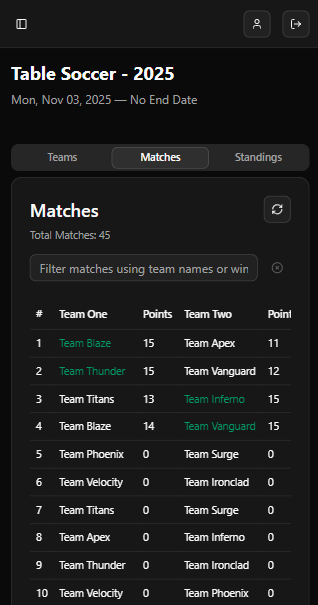 Table Soccer - 2025
Mon, Nov 03, 2025 — No End Date
Teams Matches Standings
Matches
Total Matches: 45
Filter matches using team names or win
# Team One Points Team Two Point
1 Team Blaze 15 Team Apex 11
2 Team Thunder 15 Team Vanguard 12
3 Team Titans 13 Team Inferno 15
4 Team Blaze 14 Team Vanguard 15
5 Team Phoenix 0 Team Surge 0
6 Team Velocity 0 Team Ironclad 0
7 Team Titans 0 Team Surge 0
8 Team Apex 0 Team Inferno 0
9 Team Thunder 0 Team Ironclad 0
10 Team Velocity 0 Team Phoenix 0